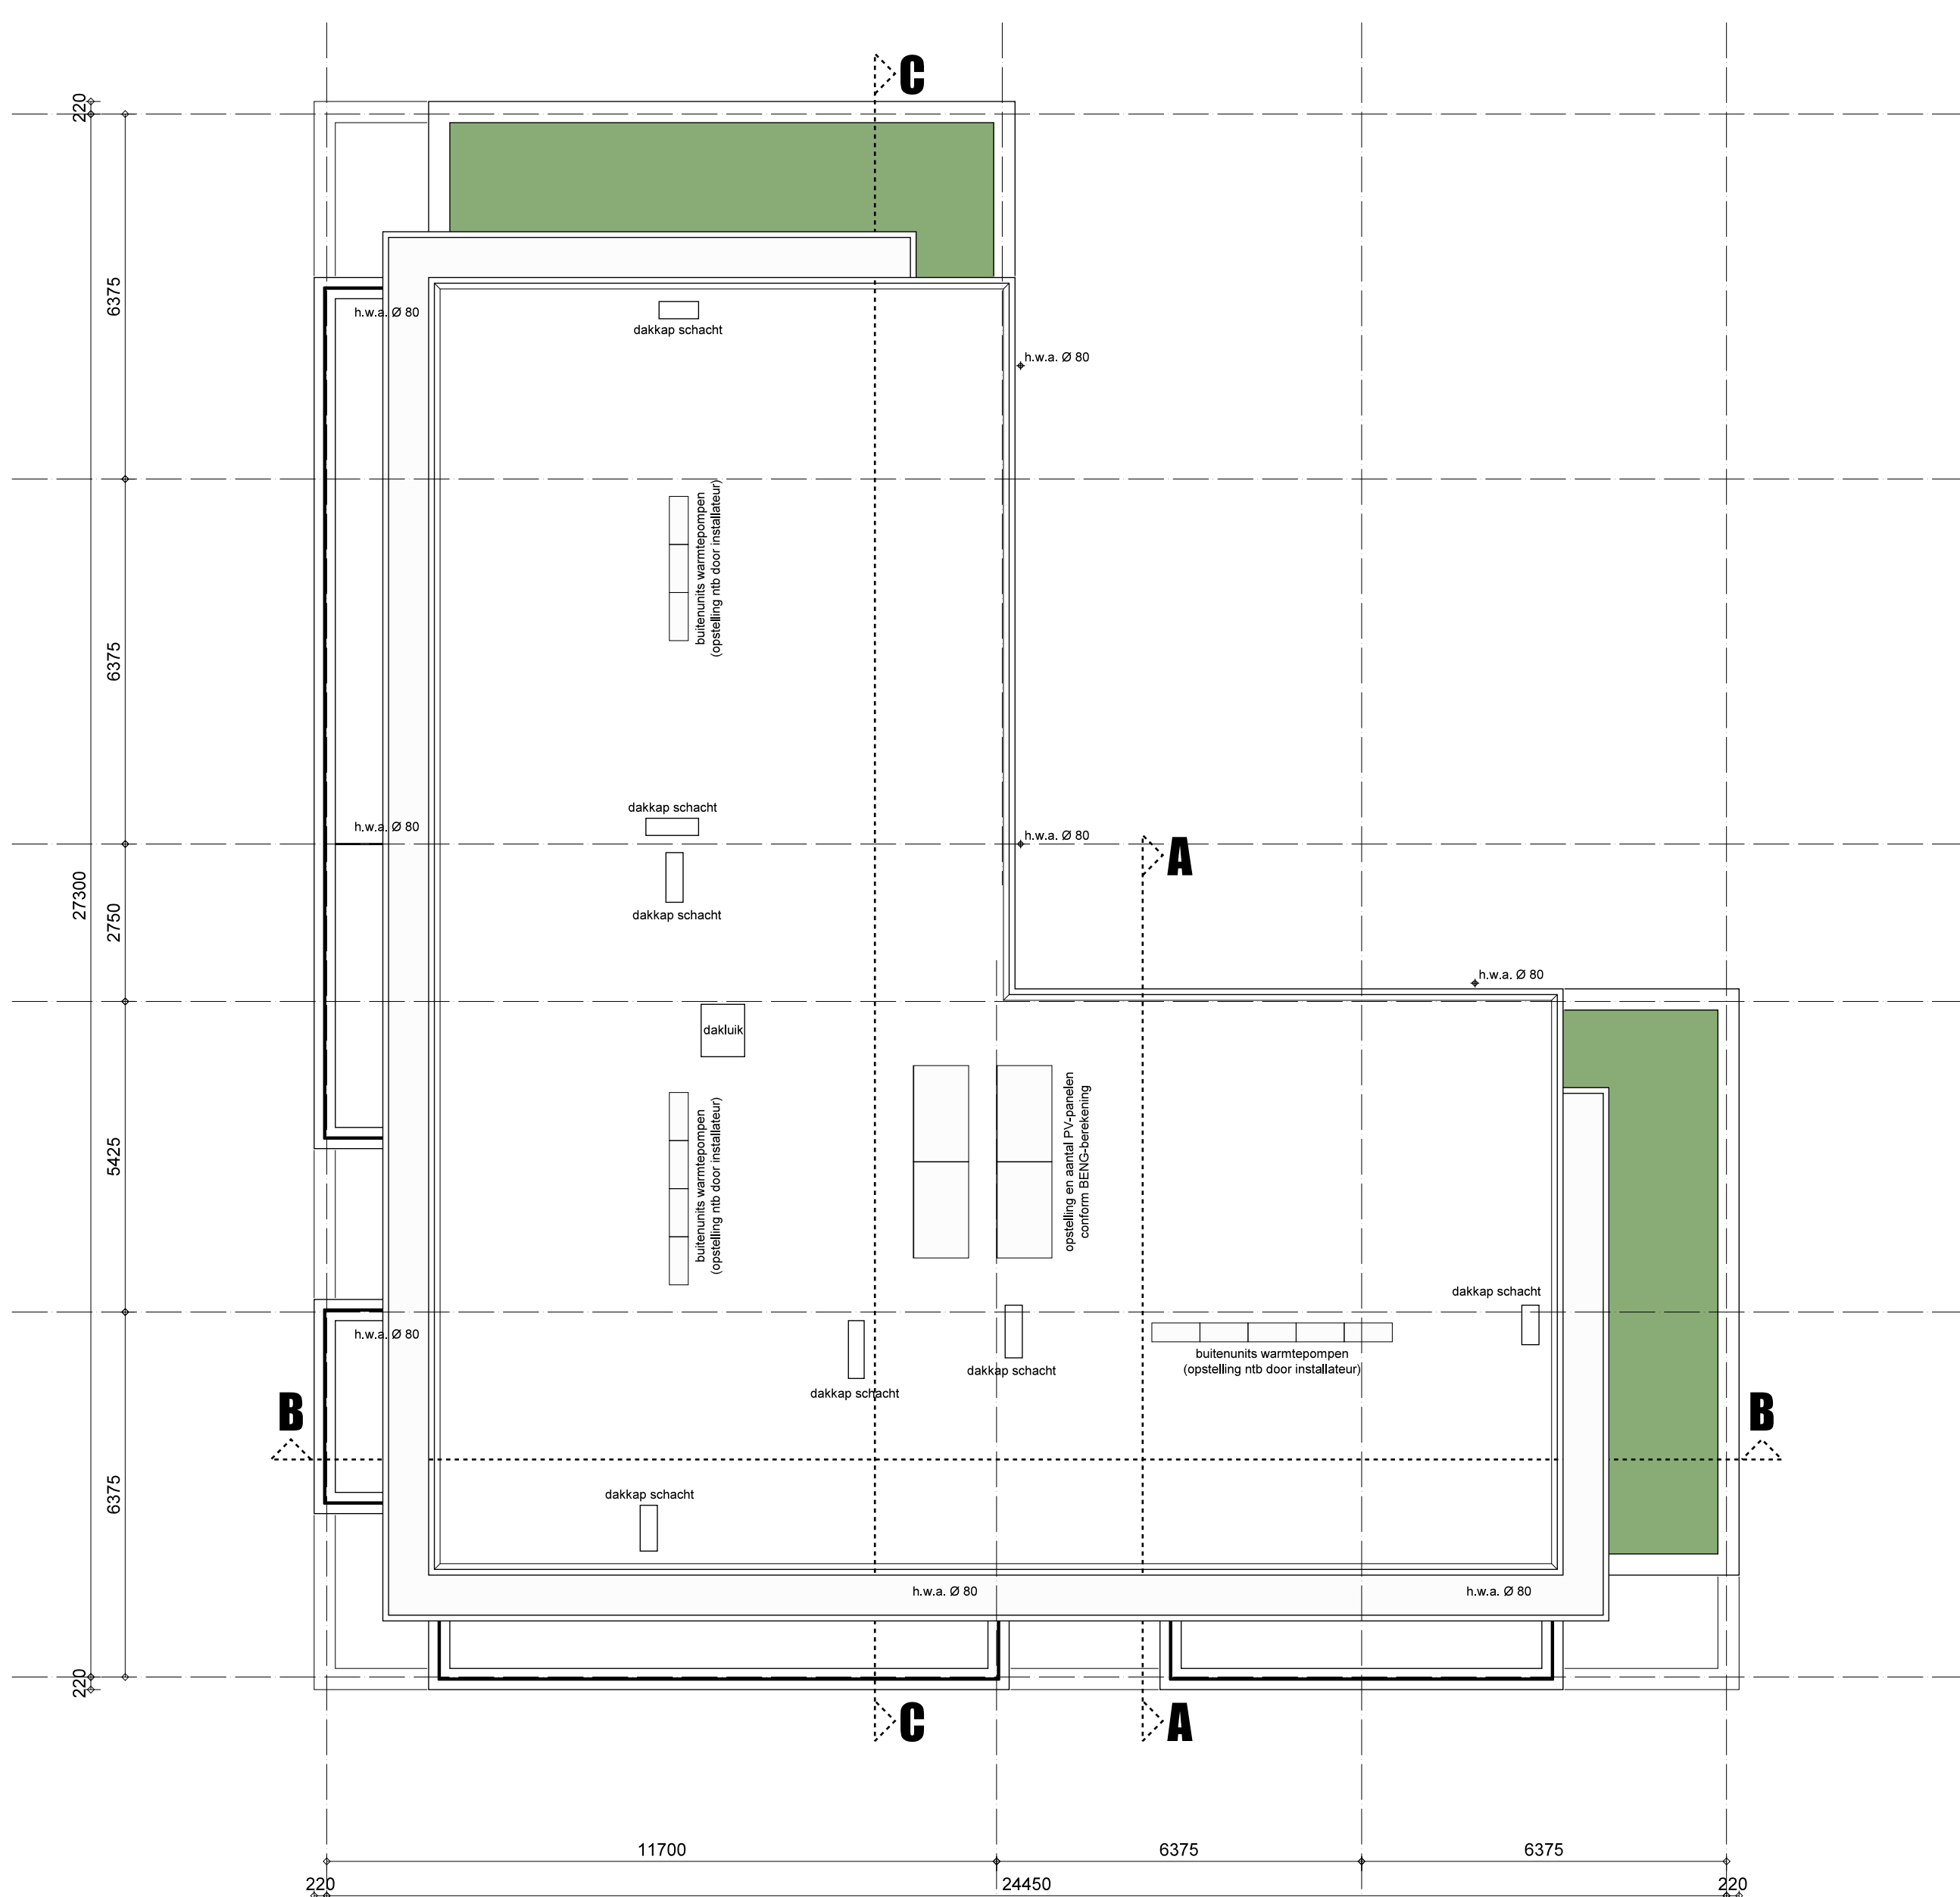 C
220
6375
h.w.a. Ø 80
dakkap schacht
h.w.a. Ø 80
buitenunits warmtepompen
(opstelling ntb door installateur)
6375
dakkap schacht
h.w.a. Ø 80
h.w.a. Ø 80
A
27300
2750
dakkap schacht
h.w.a. Ø 80
dakluik
5425
buitenunits warmtepompen
(opstelling ntb door installateur)
opstelling en aantal PV-panelen
conform BENG-berekening
dakkap schacht
h.w.a. Ø 80
buitenunits warmtepompen
(opstelling ntb door installateur)
dakkap schacht
dakkap schacht
B
B
6375
dakkap schacht
h.w.a. Ø 80
h.w.a. Ø 80
220
C
A
11700
6375
6375
220
24450
220